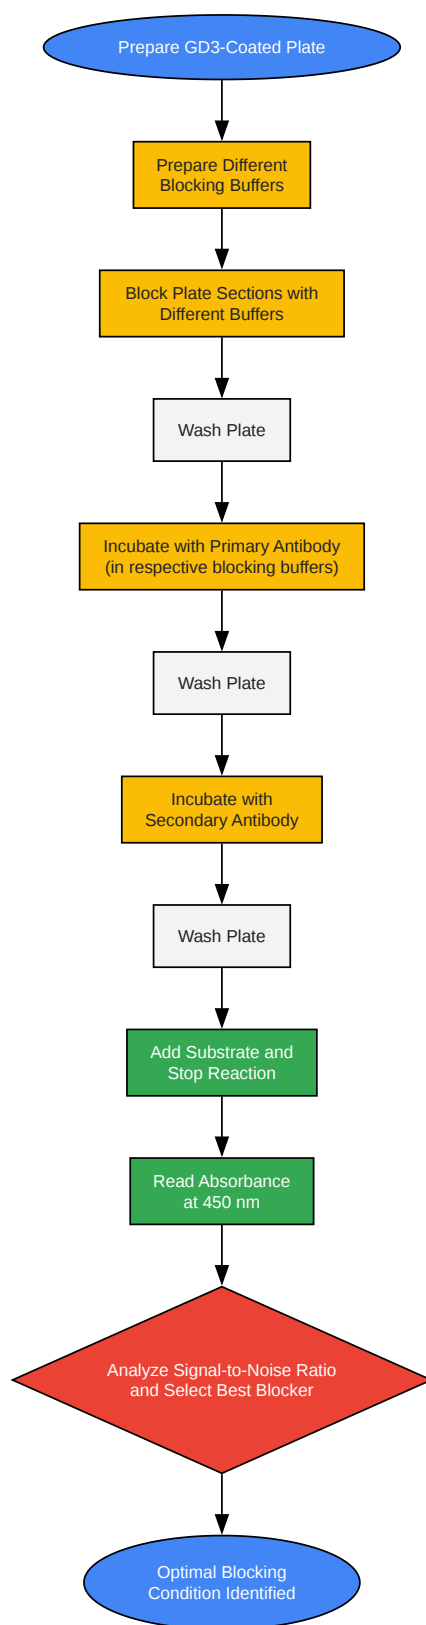 Prepare GD3-Coated Plate
Prepare Different
Blocking Buffers
Block Plate Sections with
Different Buffers
Wash Plate
Incubate with Primary Antibody
(in respective blocking buffers)
Wash Plate
Incubate with
Secondary Antibody
Wash Plate
Add Substrate and
Stop Reaction
Read Absorbance
at 450 nm
Analyze Signal-to-Noise Ratio
and Select Best Blocker
Optimal Blocking
Condition Identified